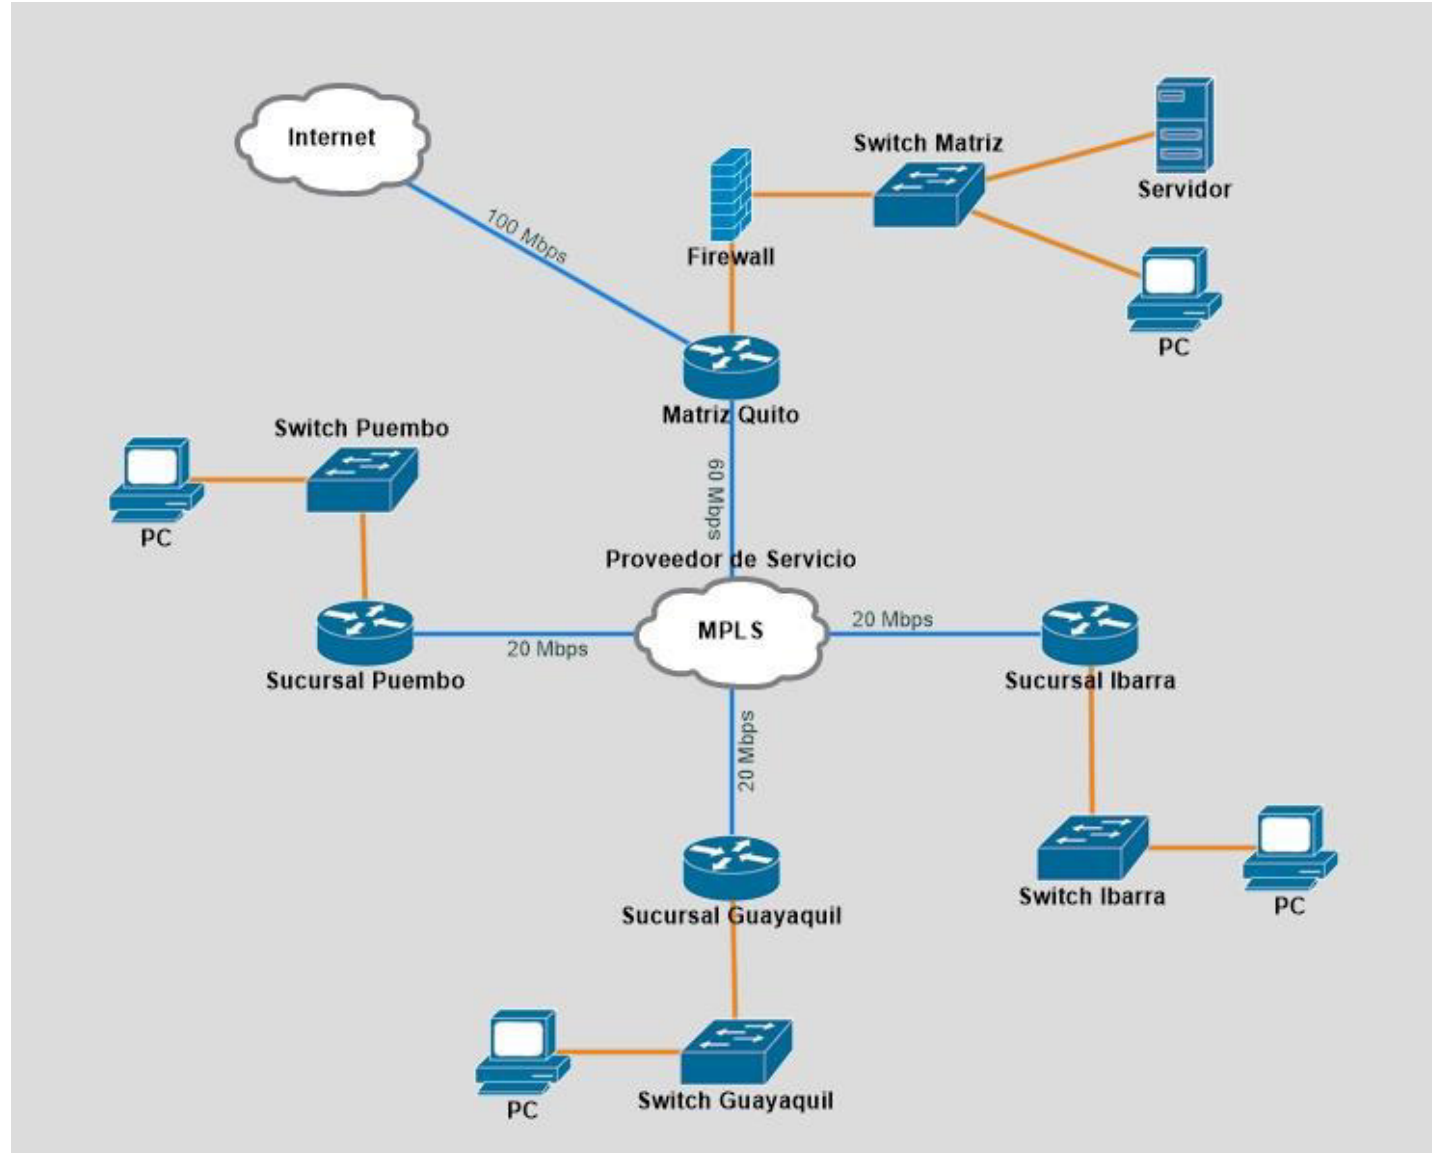 Internet
Switch Matriz
Servidor
100 Mbps
Firewall
PC
Matriz Quito
Switch Puembo
60 Mbps
PC
Proveedor de Servicio
MPLS
20 Mbps
20 Mbps
Sucursal Puembo
Sucursal Ibarra
20 Mbps
Switch Ibarra
PC
Sucursal Guayaquil
Switch Guayaquil
PC